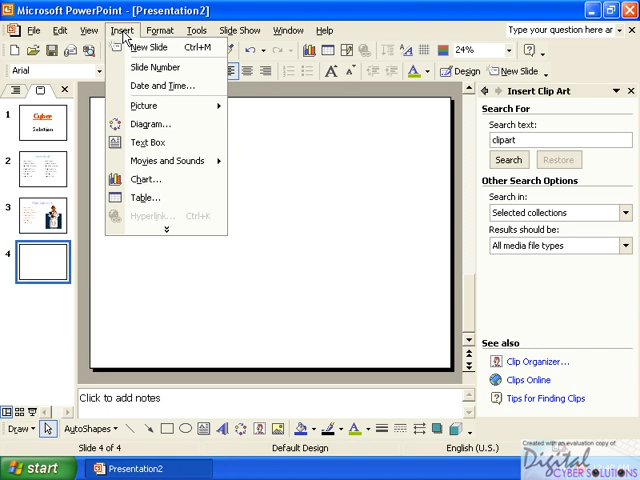 Microsoft PowerPoint - [Presentation2]
File Edit View Insert Format Tools Slide Show Window Help
Type your question here ar
24%
Arial
Design New Slide
New Slide Ctrl+M
Slide Number
Date and Time...
Picture
Diagram...
Text Box
Movies and Sounds
Chart...
Table...
Hyperlink... Ctrl+K
1
Cyber
Solution
2
3
4
Insert Clip Art
Search For
Search text:
clipart
Search Restore
Other Search Options
Search in:
Selected collections
Results should be:
All media file types
See also
Clip Organizer...
Clips Online
Tips for Finding Clips
Click to add notes
Draw AutoShapes
Slide 4 of 4 Default Design English (U.S.)
start Presentation2
Created with an evaluation copy of
Digital
CYBER SOLUTIONS